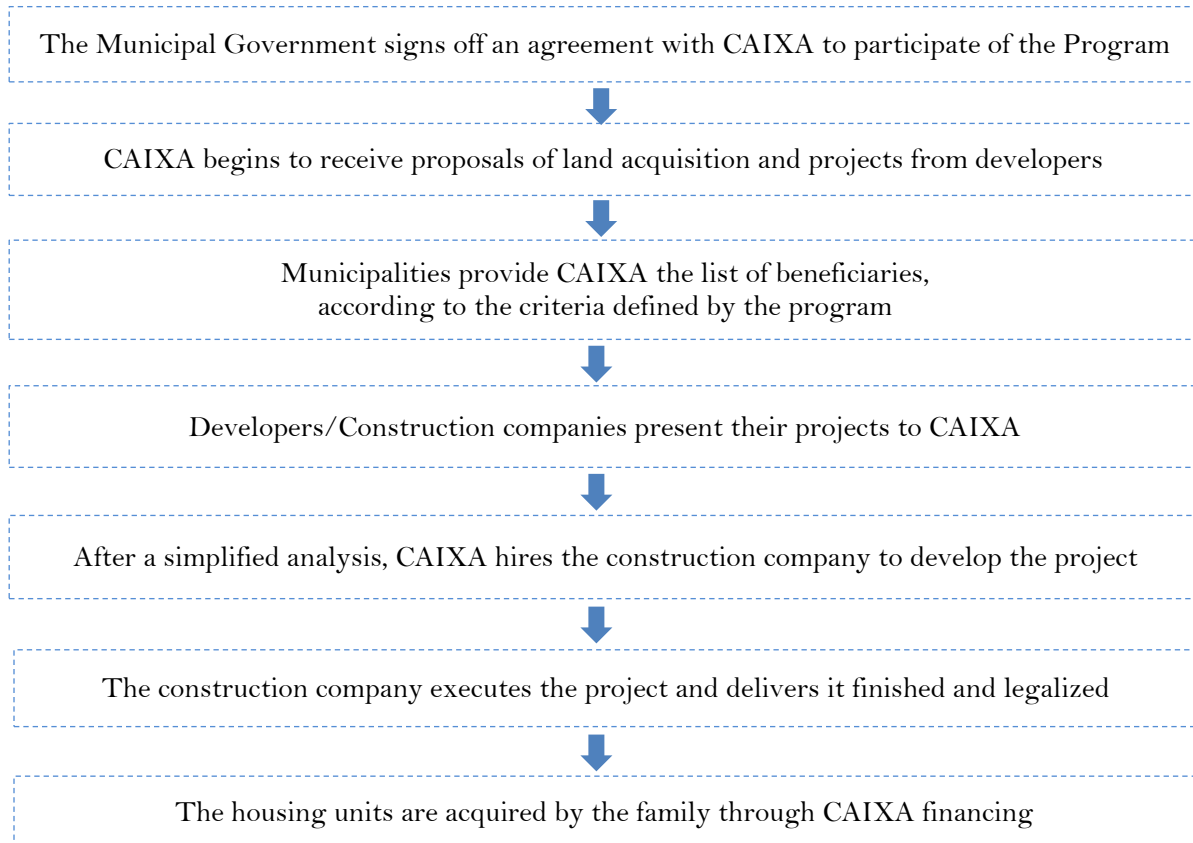 The Municipal Government signs off an agreement with CAIXA to participate of the Program
CAIXA begins to receive proposals of land acquisition and projects from developers
Municipalities provide CAIXA the list of beneficiaries,
according to the criteria defined by the program
Developers/Construction companies present their projects to CAIXA
After a simplified analysis, CAIXA hires the construction company to develop the project
The construction company executes the project and delivers it finished and legalized
The housing units are acquired by the family through CAIXA financing